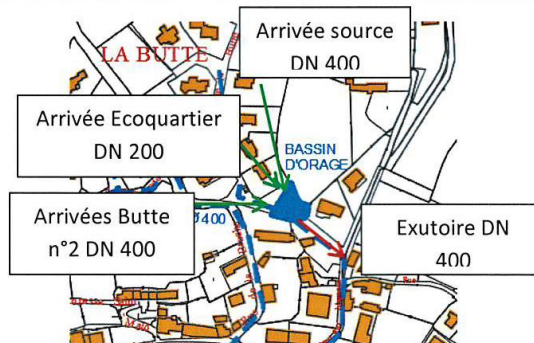 Arrivée source
DN 400
LA BUTTE
Arrivée Ecoquartier
DN 200
BASSIN
D'ORAGE
Arrivées Butte
n°2 DN 400
400
Exutoire DN
400